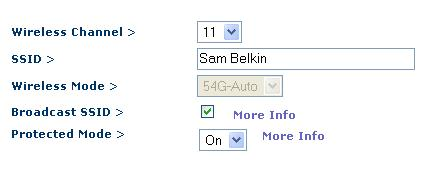 Wireless Channel > 11
SSID > Sam Belkin
Wireless Mode > 54G-Auto
Broadcast SSID > More Info
Protected Mode > On More Info